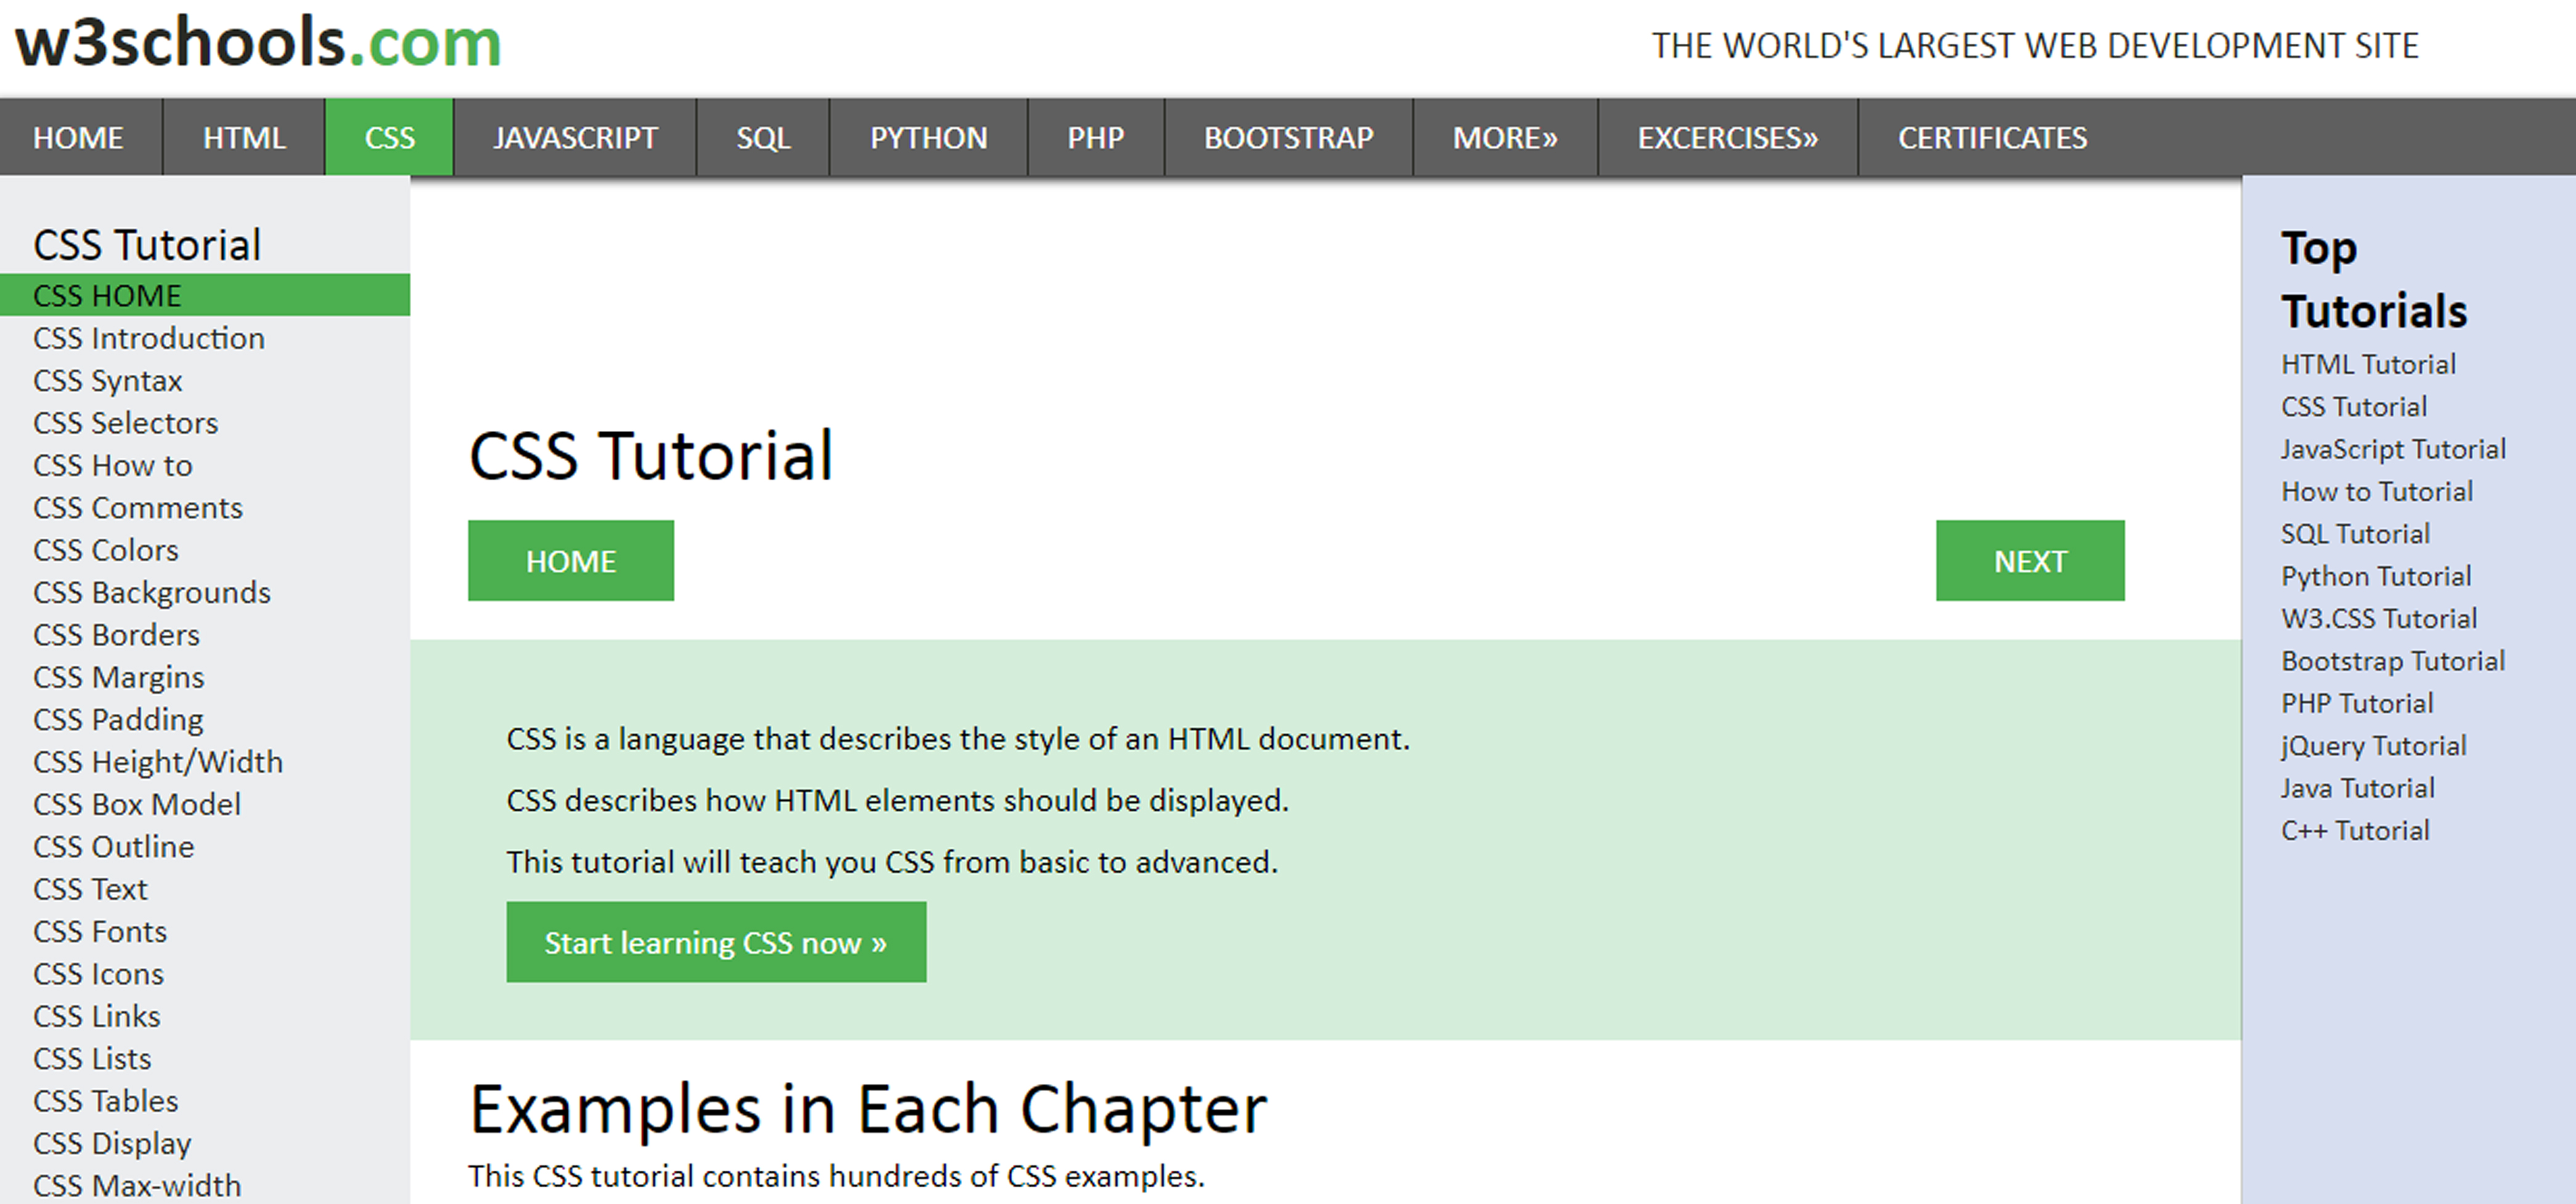 w3schools.com
THE WORLD'S LARGEST WEB DEVELOPMENT SITE
HOME HTML CSS JAVASCRIPT SQL PYTHON PHP BOOTSTRAP MORE» EXCERCISES» CERTIFICATES
CSS Tutorial
CSS HOME
CSS Introduction
CSS Syntax
CSS Selectors
CSS How to
CSS Comments
CSS Colors
CSS Backgrounds
CSS Borders
CSS Margins
CSS Padding
CSS Height/Width
CSS Box Model
CSS Outline
CSS Text
CSS Fonts
CSS Icons
CSS Links
CSS Lists
CSS Tables
CSS Display
CSS Max-width
CSS Tutorial
HOME
NEXT
CSS is a language that describes the style of an HTML document.
CSS describes how HTML elements should be displayed.
This tutorial will teach you CSS from basic to advanced.
Start learning CSS now »
Examples in Each Chapter
This CSS tutorial contains hundreds of CSS examples.
Top
Tutorials
HTML Tutorial
CSS Tutorial
JavaScript Tutorial
How to Tutorial
SQL Tutorial
Python Tutorial
W3.CSS Tutorial
Bootstrap Tutorial
PHP Tutorial
jQuery Tutorial
Java Tutorial
C++ Tutorial